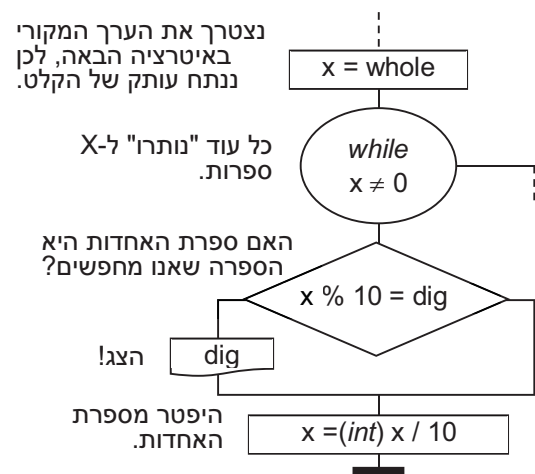 נצטרך את הערך המקורי
באיטרציה הבאה, לכן
ננתח עותק של הקלט.
x = whole
כל עוד "נותרו" ל-X
ספרות.
while
x ≠ 0
האם ספרת האחדות היא
הספרה שאנו מחפשים?
x % 10 = dig
הצג!
dig
היפטר מספרת
האחדות.
x =(int) x / 10